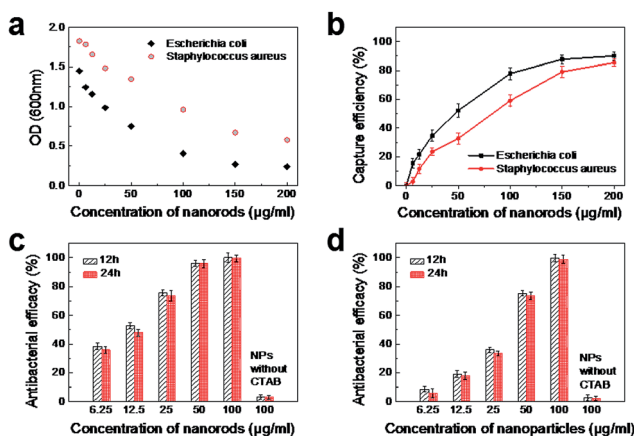 a
2.0
1.5
1.0
0.5
0.0
OD (600nm)
Escherichia coli
Staphylococcus aureus
0 50 100 150 200
Concentration of nanorods (µg/ml)
b
100
80
60
40
20
0
Capture efficiency (%)
Escherichia coli
Staphylococcus aureus
0 50 100 150 200
Concentration of nanorods (µg/ml)
c
100
80
60
40
20
0
Antibacterial efficacy (%)
12h
24h
NPs
without
CTAB
6.25 12.5 25 50 100 100
Concentration of nanorods (µg/ml)
d
100
80
60
40
20
0
Antibacterial efficacy (%)
12h
24h
NPs
without
CTAB
6.25 12.5 25 50 100 100
Concentration of nanoparticles (µg/ml)